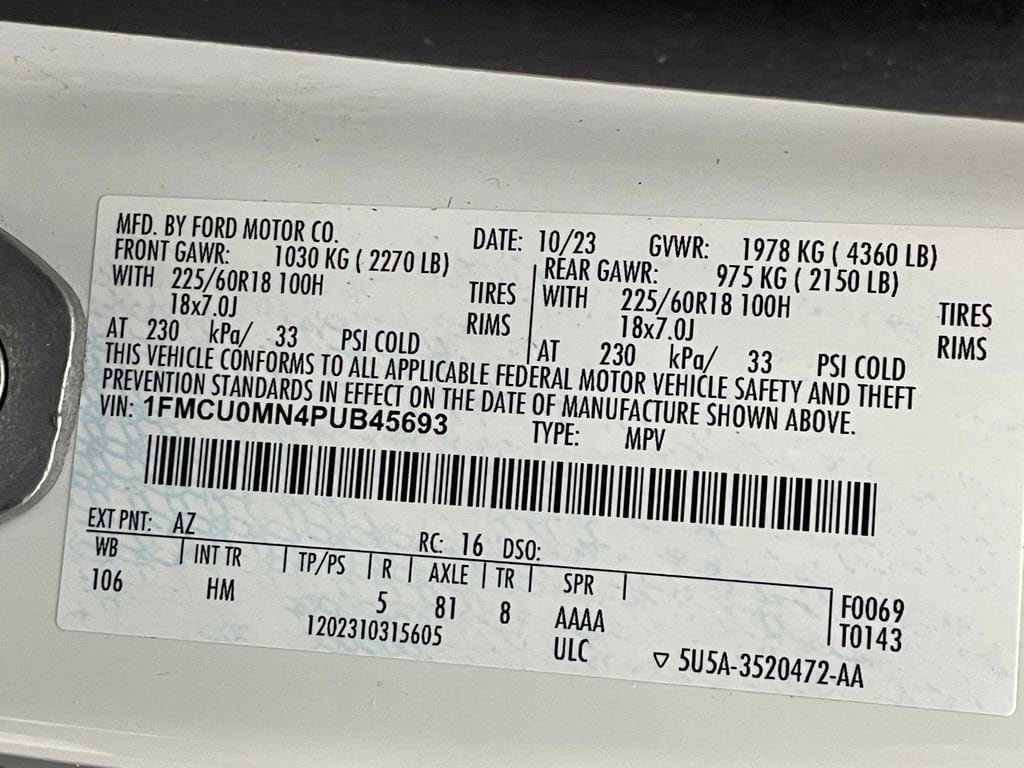 MFD. BY FORD MOTOR CO. DATE: 10/23 GVWR: 1978 KG ( 4360 LB)
FRONT GAWR: 1030 KG ( 2270 LB) REAR GAWR: 975 KG ( 2150 LB)
WITH 225/60R18 100H TIRES WITH 225/60R18 100H TIRES
18x7.0J RIMS 18x7.0J RIMS
AT 230 kPa/ 33 PSI COLD AT 230 kPa/ 33 PSI COLD
THIS VEHICLE CONFORMS TO ALL APPLICABLE FEDERAL MOTOR VEHICLE SAFETY AND THEFT
PREVENTION STANDARDS IN EFFECT ON THE DATE OF MANUFACTURE SHOWN ABOVE.
VIN: 1FMCU0MN4PUB45693 TYPE: MPV
EXT PNT: AZ RC: 16 DSO:
WB INT TR TP/PS R AXLE TR SPR
106 HM 5 81 8 AAAA F0069
1202310315605 ULC T0143
▽ 5U5A-3520472-AA